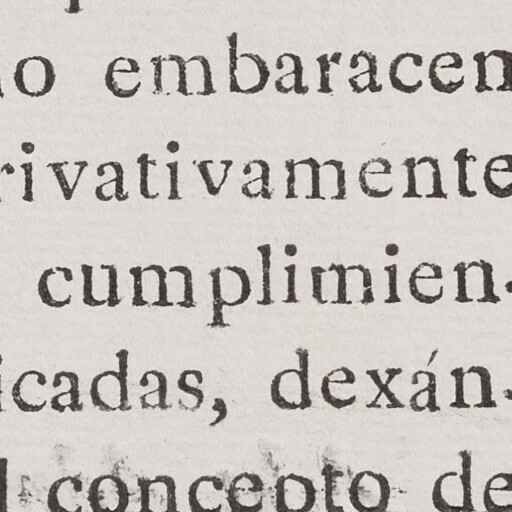 no embaracen
rivativamente
cumplimien-
icadas, dexán-
l concepto de